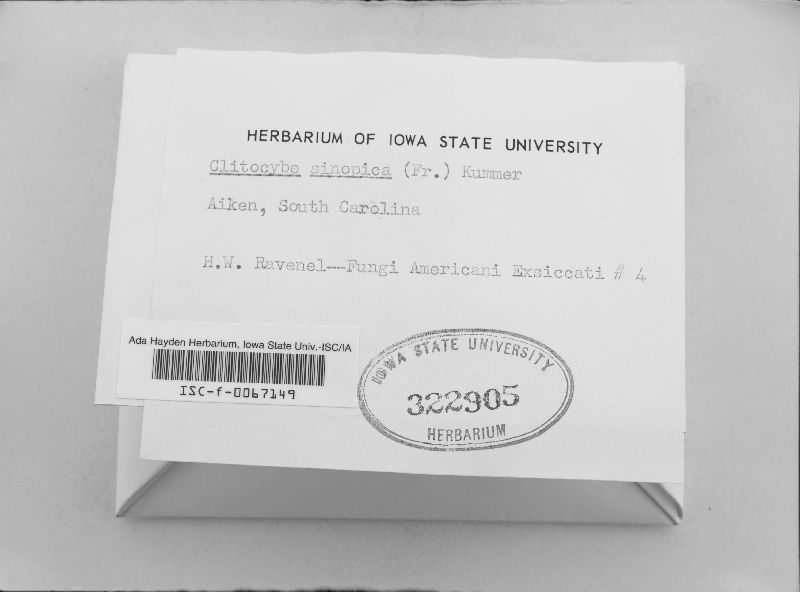 HERBARIUM OF IOWA STATE UNIVERSITY
Clitocybe sinopica (Fr.) Kummer
Aiken, South Carolina
H.W. Ravenel--Fungi Americani Exsiccati # 4
Ada Hayden Herbarium, Iowa State Univ.-ISC/IA
ISC-f-0067149
IOWA STATE UNIVERSITY
322905
HERBARIUM